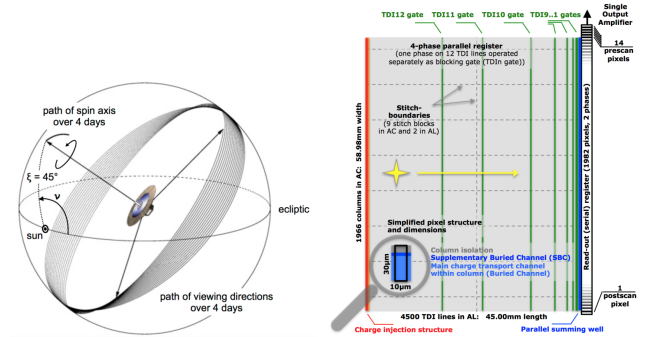 path of spin axis
over 4 days
ξ = 45°
ν
sun
ecliptic
path of viewing directions
over 4 days
TDI12 gate
TDI11 gate
TDI10 gate
TDI9..1 gates
Single
Output
Amplifier
14
prescan
pixels
4-phase parallel register
(one phase on 12 TDI lines operated
separately as blocking gate (TDIn gate))
Stitch-
boundaries
(9 stitch blocks
in AC and 2 in AL)
1966 columns in AC: 58.98mm width
Read-out (serial) register (1982 pixels, 2 phases)
Simplified pixel structure
and dimensions
Column isolation
Supplementary Buried Channel (SBC)
Main charge transport channel
within column (Buried Channel)
30μm
10μm
1
postscan
pixel
4500 TDI lines in AL: 45.00mm length
Charge injection structure
Parallel summing well